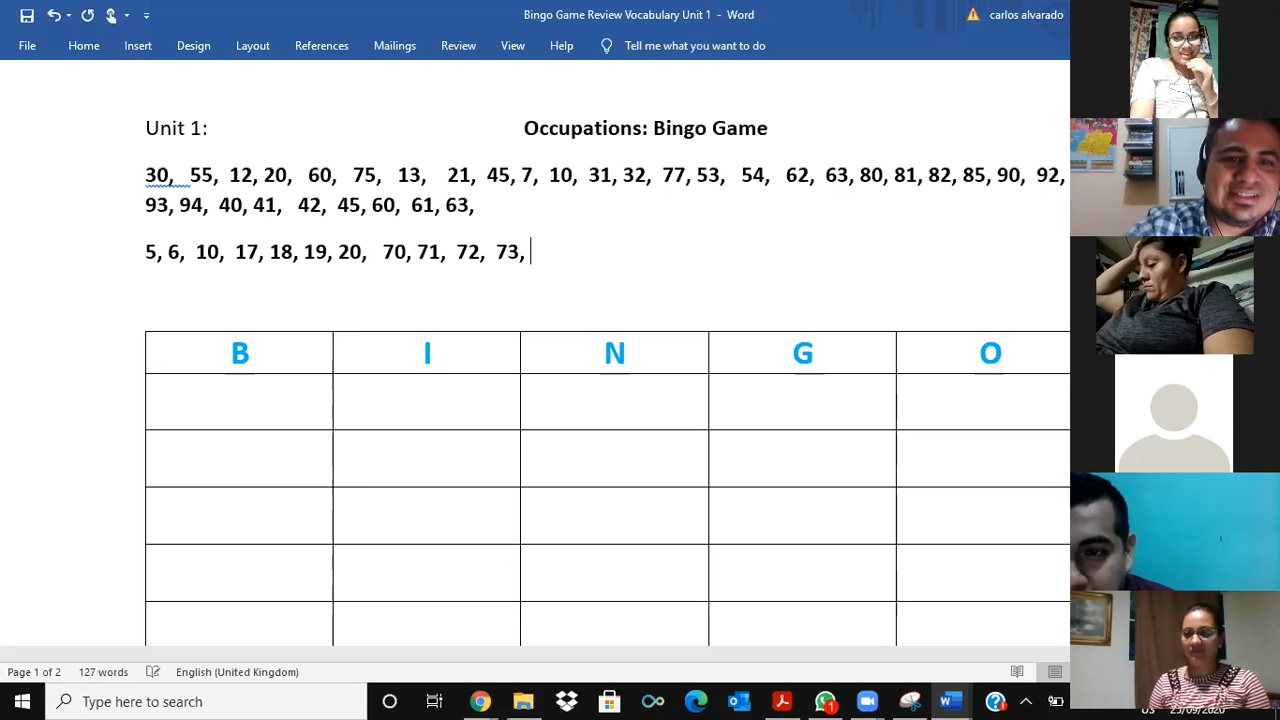 Bingo Game Review Vocabulary Unit 1 - Word
carlos alvarado
File Home Insert Design Layout References Mailings Review View Help Tell me what you want to do
Unit 1: Occupations: Bingo Game
30, 55, 12, 20, 60, 75, 13, 21, 45, 7, 10, 31, 32, 77, 53, 54, 62, 63, 80, 81, 82, 85, 90, 92,
93, 94, 40, 41, 42, 45, 60, 61, 63,
5, 6, 10, 17, 18, 19, 20, 70, 71, 72, 73,
B I N G O
Page 1 of 2 127 words English (United Kingdom)
Type here to search